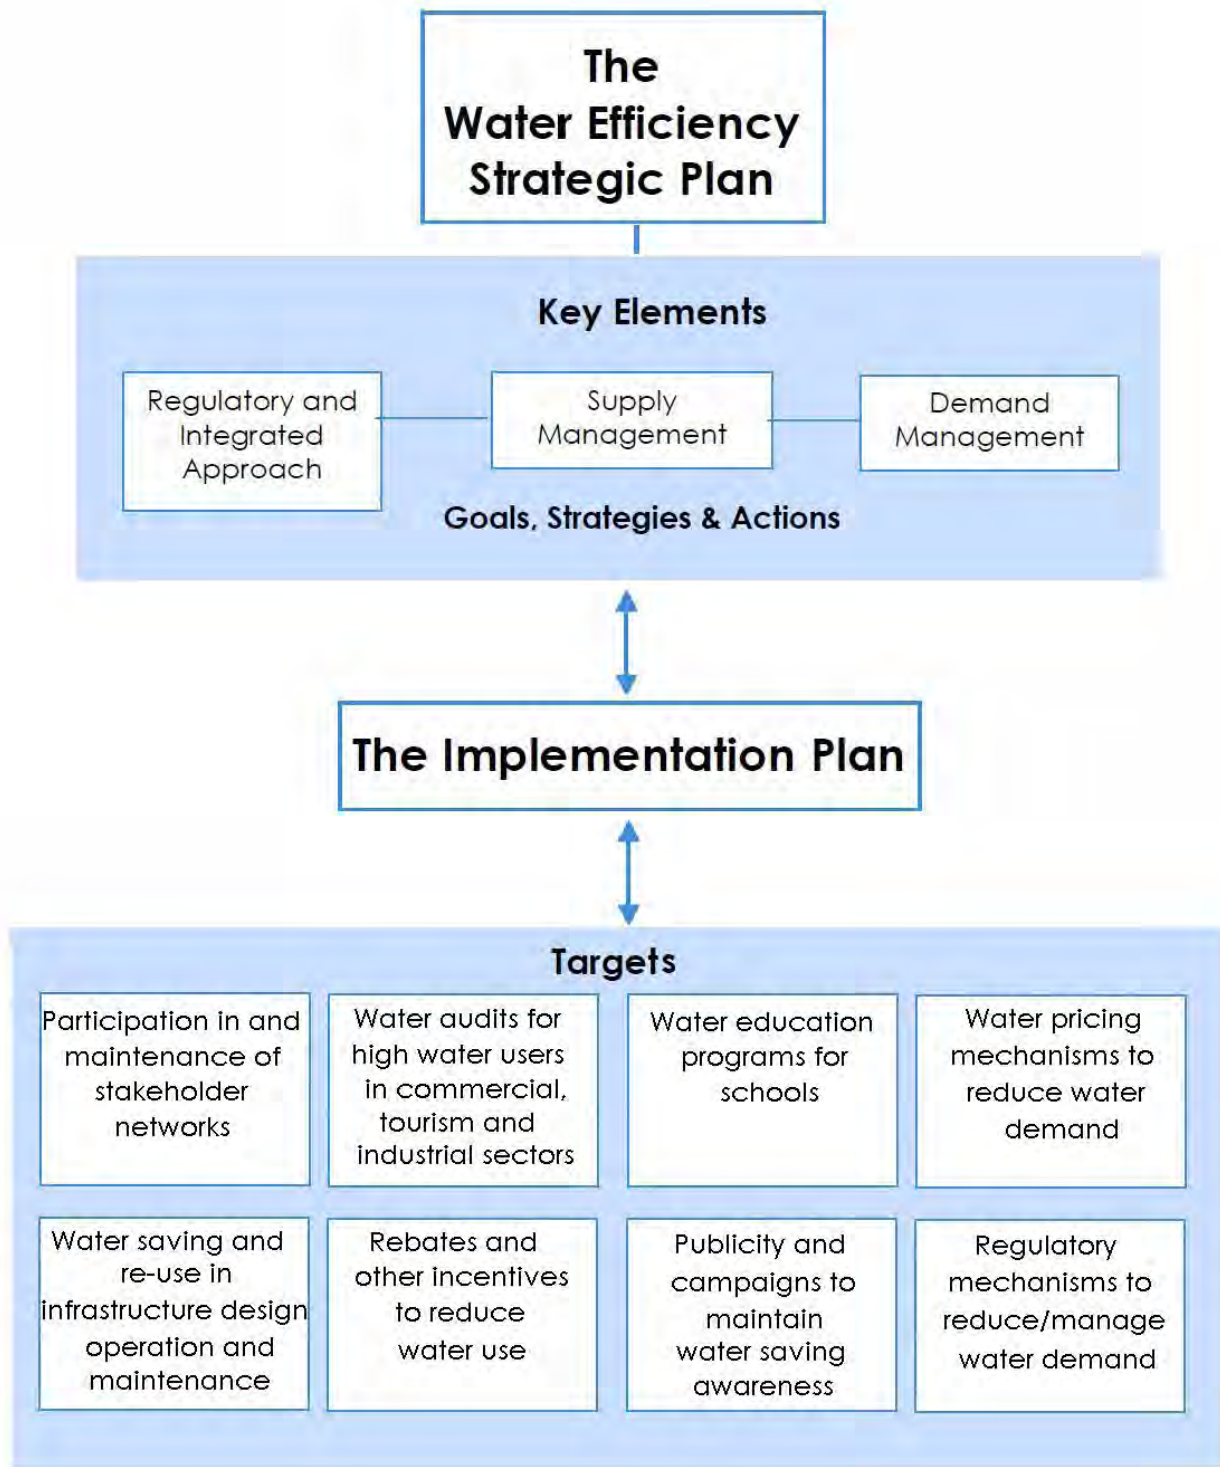 The
Water Efficiency
Strategic Plan
Key Elements
Regulatory and
Integrated
Approach
Supply
Management
Demand
Management
Goals, Strategies & Actions
The Implementation Plan
Targets
Participation in and
maintenance of
stakeholder
networks
Water audits for
high water users
in commercial,
tourism and
industrial sectors
Water education
programs for
schools
Water pricing
mechanisms to
reduce water
demand
Water saving and
re-use in
infrastructure design
operation and
maintenance
Rebates and
other incentives
to reduce
water use
Publicity and
campaigns to
maintain
water saving
awareness
Regulatory
mechanisms to
reduce/manage
water demand